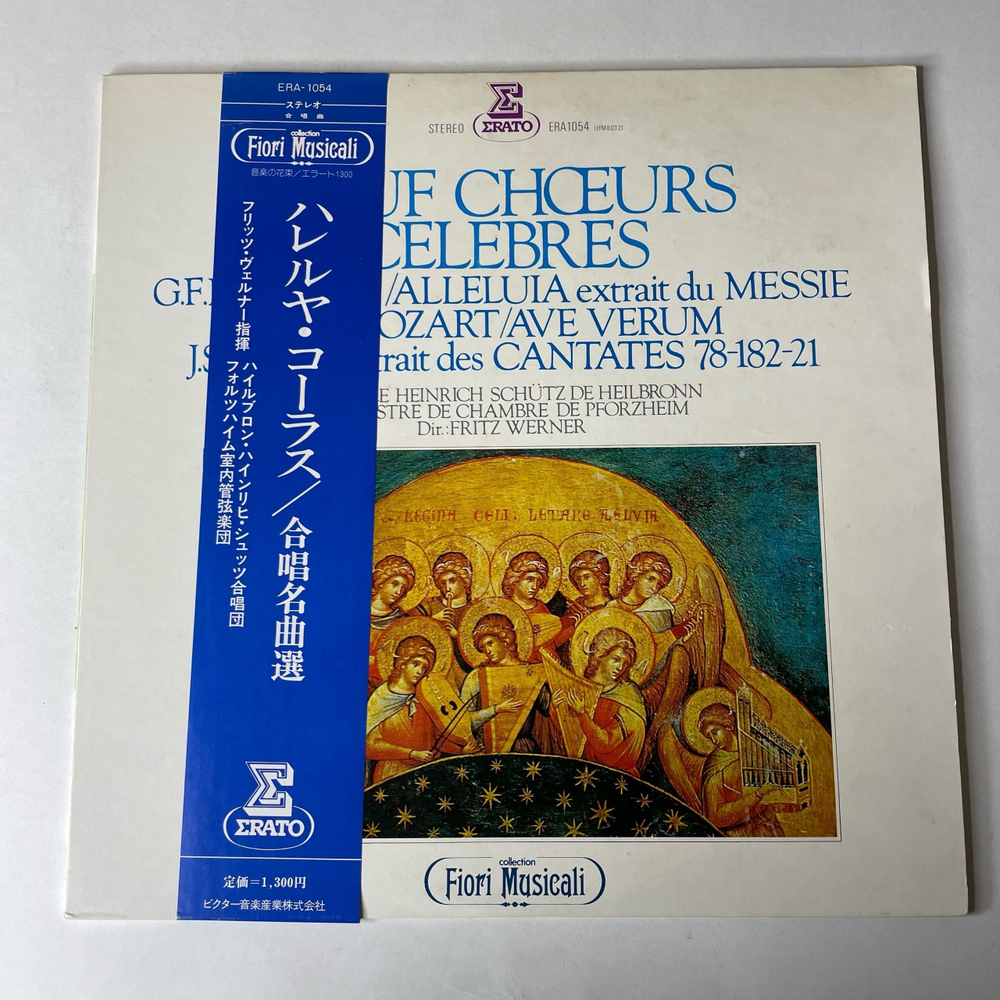 ERA-1054
ステレオ
合唱曲
collection
Fiori Musicali
音楽の花束/エラート1300
ハレルヤ・コーラス/合唱名曲選
フリッツ・ヴェルナー指揮
ハイルブロン・ハインリヒ・シュッツ合唱団
フォルツハイム室内管弦楽団
ERATO
定価=1,300円
ビクター音楽産業株式会社
STEREO ERATO ERA1054 (IFM8032)
UF CHŒURS
CELEBRES
G.F. /ALLELUIA extrait du MESSIE
OZART/AVE VERUM
J.S trait des CANTATES 78-182-21
E HEINRICH SCHÜTZ DE HEILBRONN
STRE DE CHAMBRE DE PFORZHEIM
Dir.:FRITZ WERNER
REGINA CELI LETARE ALELVIA
collection
Fiori Musicali